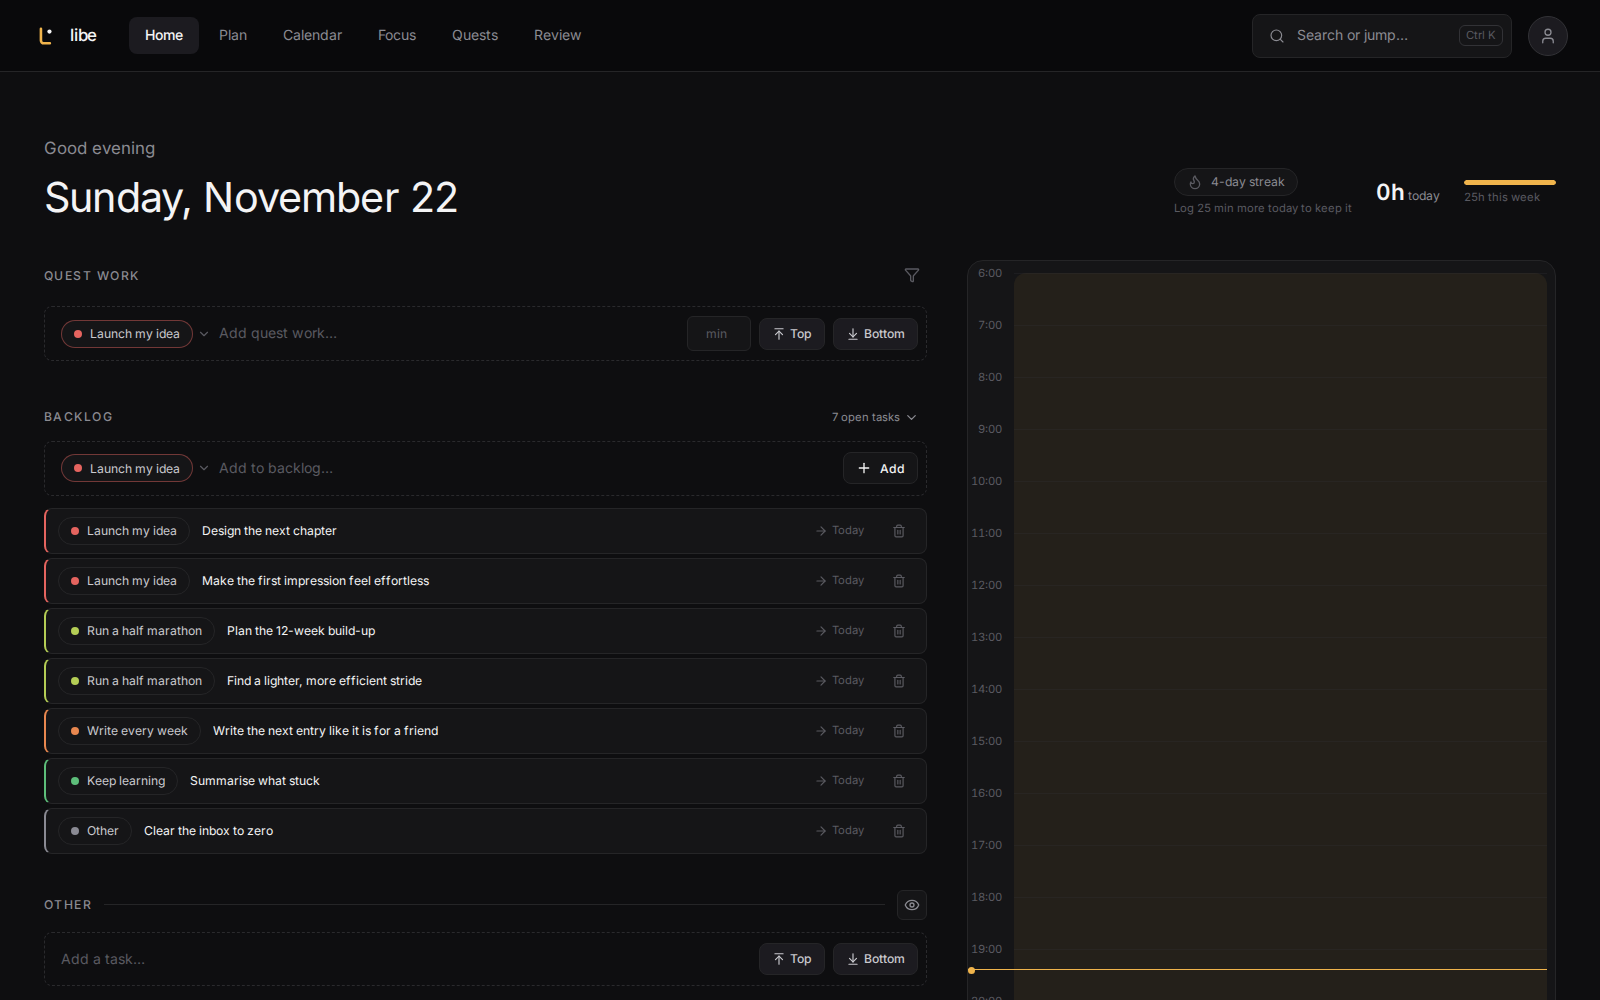 libe
Home
Plan
Calendar
Focus
Quests
Review
Search or jump...
Ctrl K
Good evening
Sunday, November 22
4-day streak
Log 25 min more today to keep it
0h today
25h this week
QUEST WORK
Launch my idea
Add quest work...
min
Top
Bottom
BACKLOG
7 open tasks
Launch my idea
Add to backlog...
Add
Launch my idea
Design the next chapter
Today
Launch my idea
Make the first impression feel effortless
Today
Run a half marathon
Plan the 12-week build-up
Today
Run a half marathon
Find a lighter, more efficient stride
Today
Write every week
Write the next entry like it is for a friend
Today
Keep learning
Summarise what stuck
Today
Other
Clear the inbox to zero
Today
OTHER
Add a task...
Top
Bottom
6:00
7:00
8:00
9:00
10:00
11:00
12:00
13:00
14:00
15:00
16:00
17:00
18:00
19:00